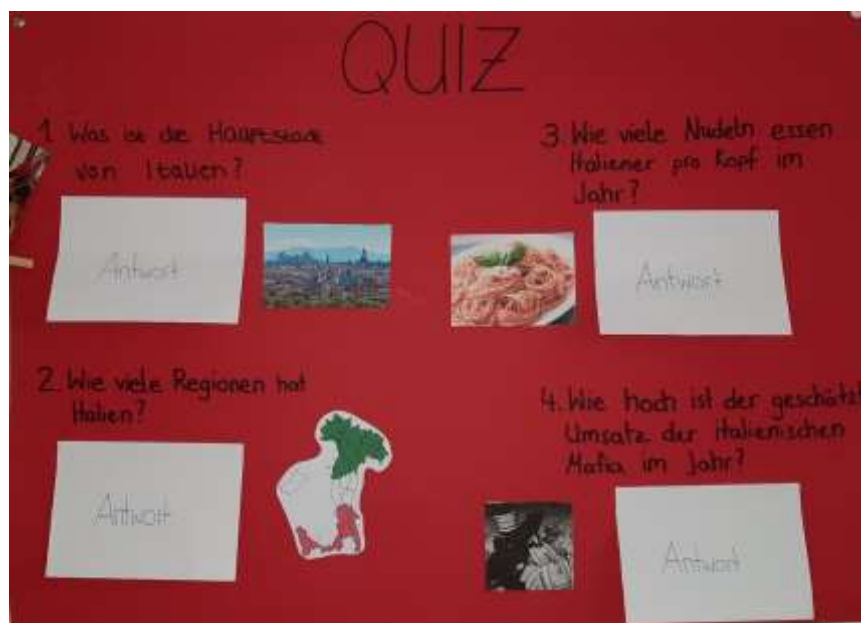 QUIZ
1. Was ist die Hauptstadt
von Italien?
Antwort
2. Wie viele Regionen hat
Italien?
Antwort
3. Wie viele Nudeln essen
Italiener pro Kopf im
Jahr?
Antwort
4. Wie hoch ist der geschätzt
Umsatz der italienischen
Mafia im Jahr?
Antwort